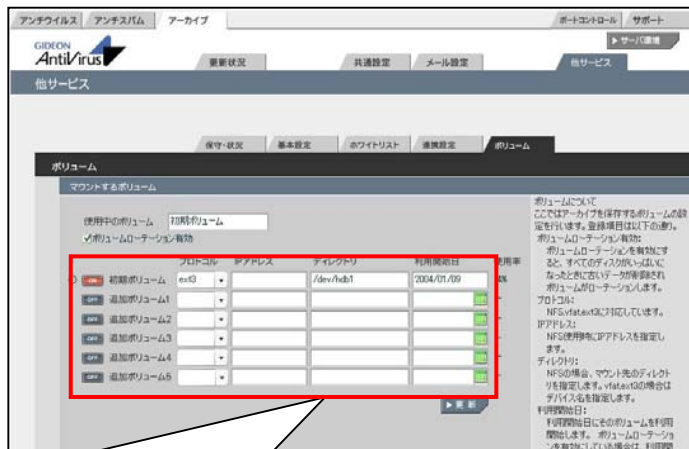 アンチウイルス アンチスパム アーカイブ ポートコントロール サポート
GIDEON
AntiVirus
サーバ環境
更新状況 共通設定 メール設定 他サービス
他サービス
保守・状況 基本設定 ホワイトリスト 連携設定 ボリューム
ボリューム
マウントするボリューム
使用中のボリューム 初期ボリューム
ボリュームローテーション有効
プロトコル IPアドレス ディレクトリ 利用開始日 使用率
ON 初期ボリューム ext3 /dev/hdb1 2004/01/09
OFF 追加ボリューム1
OFF 追加ボリューム2
OFF 追加ボリューム3
OFF 追加ボリューム4
OFF 追加ボリューム5
更新
ボリュームについて
ここではアーカイブを保存するボリュームの設
定を行います。登録項目は以下の通り。
ボリュームローテーション有効:
ボリュームローテーションを有効にす
ると、すべてのディスクがいっぱいに
なったときに古いデータが削除され
ボリュームがローテーションします。
プロトコル:
NFS,vfat,ext3に対応しています。
IPアドレス:
NFS使用時にIPアドレスを指定し
ます。
ディレクトリ:
NFSの場合、マウント先のディレクト
リを指定します。vfat,ext3の場合は
デバイス名を指定します。
利用開始日:
利用開始日にそのボリュームを利用
開始します。 ボリュームローテーショ
ンを有効にしている場合は、利用開